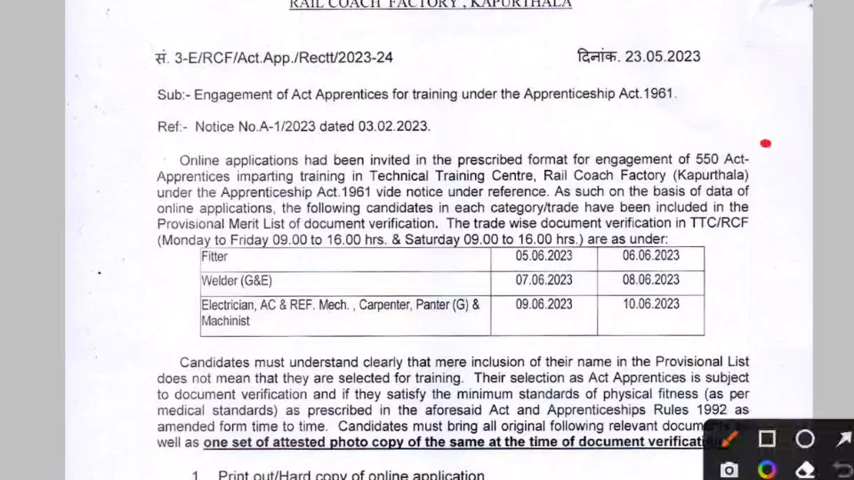 RAIL COACH FACTORY, KAPURTHALA
सं. 3-E/RCF/Act.App./Rectt/2023-24 दिनांक. 23.05.2023
Sub:- Engagement of Act Apprentices for training under the Apprenticeship Act.1961.
Ref:- Notice No.A-1/2023 dated 03.02.2023.
Online applications had been invited in the prescribed format for engagement of 550 Act-
Apprentices imparting training in Technical Training Centre, Rail Coach Factory (Kapurthala)
under the Apprenticeship Act.1961 vide notice under reference. As such on the basis of data of
online applications, the following candidates in each category/trade have been included in the
Provisional Merit List of document verification. The trade wise document verification in TTC/RCF
(Monday to Friday 09.00 to 16.00 hrs. & Saturday 09.00 to 16.00 hrs.) are as under:
Fitter 05.06.2023 06.06.2023
Welder (G&E) 07.06.2023 08.06.2023
Electrician, AC & REF. Mech. , Carpenter, Panter (G) & 09.06.2023 10.06.2023
Machinist
Candidates must understand clearly that mere inclusion of their name in the Provisional List
does not mean that they are selected for training. Their selection as Act Apprentices is subject
to document verification and if they satisfy the minimum standards of physical fitness (as per
medical standards) as prescribed in the aforesaid Act and Apprenticeships Rules 1992 as
amended form time to time. Candidates must bring all original following relevant
well as one set of attested photo copy of the same at the time of document
1 Print out/Hard copy of online application